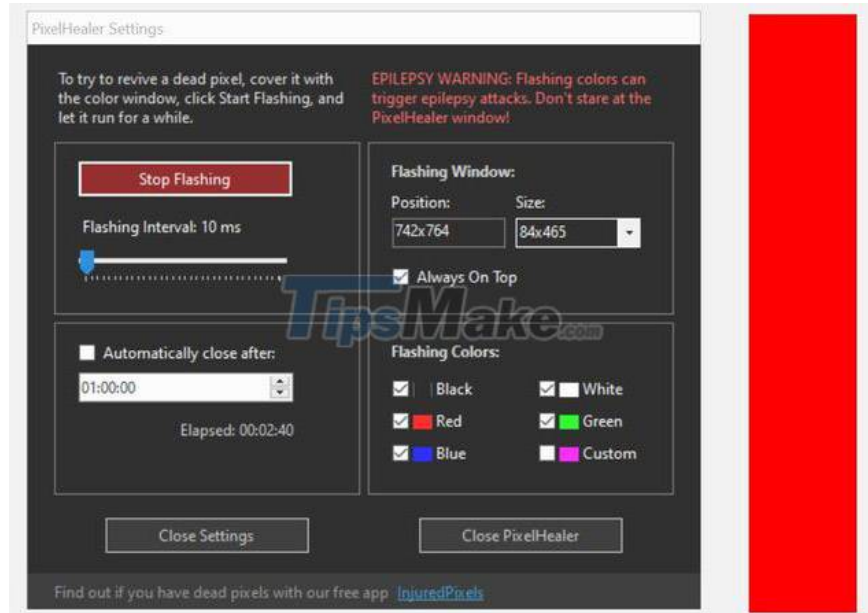 PixelHealer Settings
To try to revive a dead pixel, cover it with
the color window, click Start Flashing, and
let it run for a while.
EPILEPSY WARNING: Flashing colors can
trigger epilepsy attacks. Don't stare at the
PixelHealer window!
Stop Flashing
Flashing Interval: 10 ms
Flashing Window:
Position:
Size:
742x764
84x465
Always On Top
TipsMake.com
Automatically close after:
01:00:00
Elapsed: 00:02:40
Flashing Colors:
Black
White
Red
Green
Blue
Custom
Close Settings
Close PixelHealer
Find out if you have dead pixels with our free app InjuredPixels